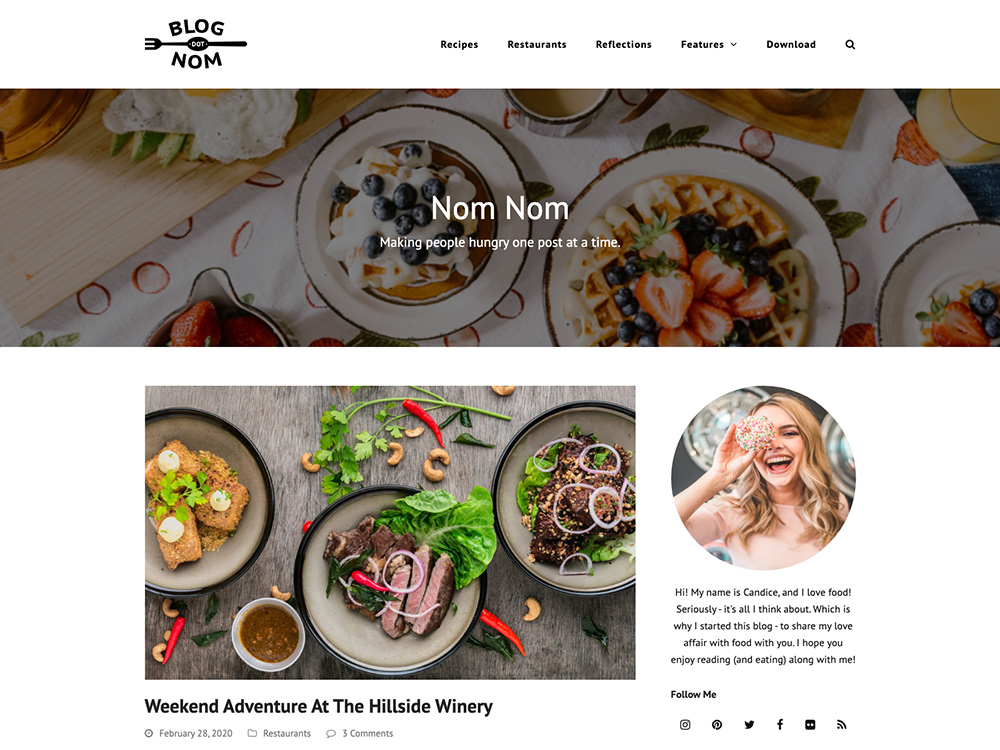 BLOG
DOT
NOM
Recipes Restaurants Reflections Features Download
Nom Nom
Making people hungry one post at a time.
Weekend Adventure At The Hillside Winery
February 28, 2020 Restaurants 3 Comments
Hi! My name is Candice, and I love food!
Seriously - it's all I think about. Which is
why I started this blog - to share my love
affair with food with you. I hope you
enjoy reading (and eating) along with me!
Follow Me